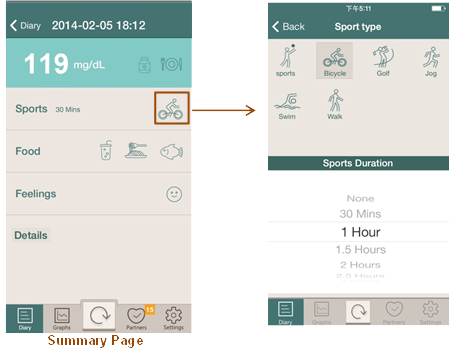 Diary 2014-02-05 18:12
119 mg/dL
Sports 30 Mins
Food
Feelings
Details
Diary Graphs Partners 15 Settings
Summary Page
下午5:11
Back Sport type
sports Bicycle Golf Jog
Swim Walk
Sports Duration
None
30 Mins
1 Hour
1.5 Hours
2 Hours
2.5 Hours
Diary Graphs Partners Settings